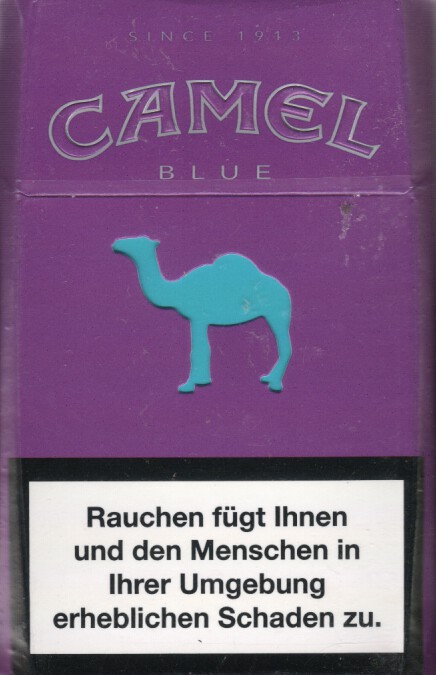 SINCE 1913
CAMEL
BLUE
Rauchen fügt Ihnen
und den Menschen in
Ihrer Umgebung
erheblichen Schaden zu.